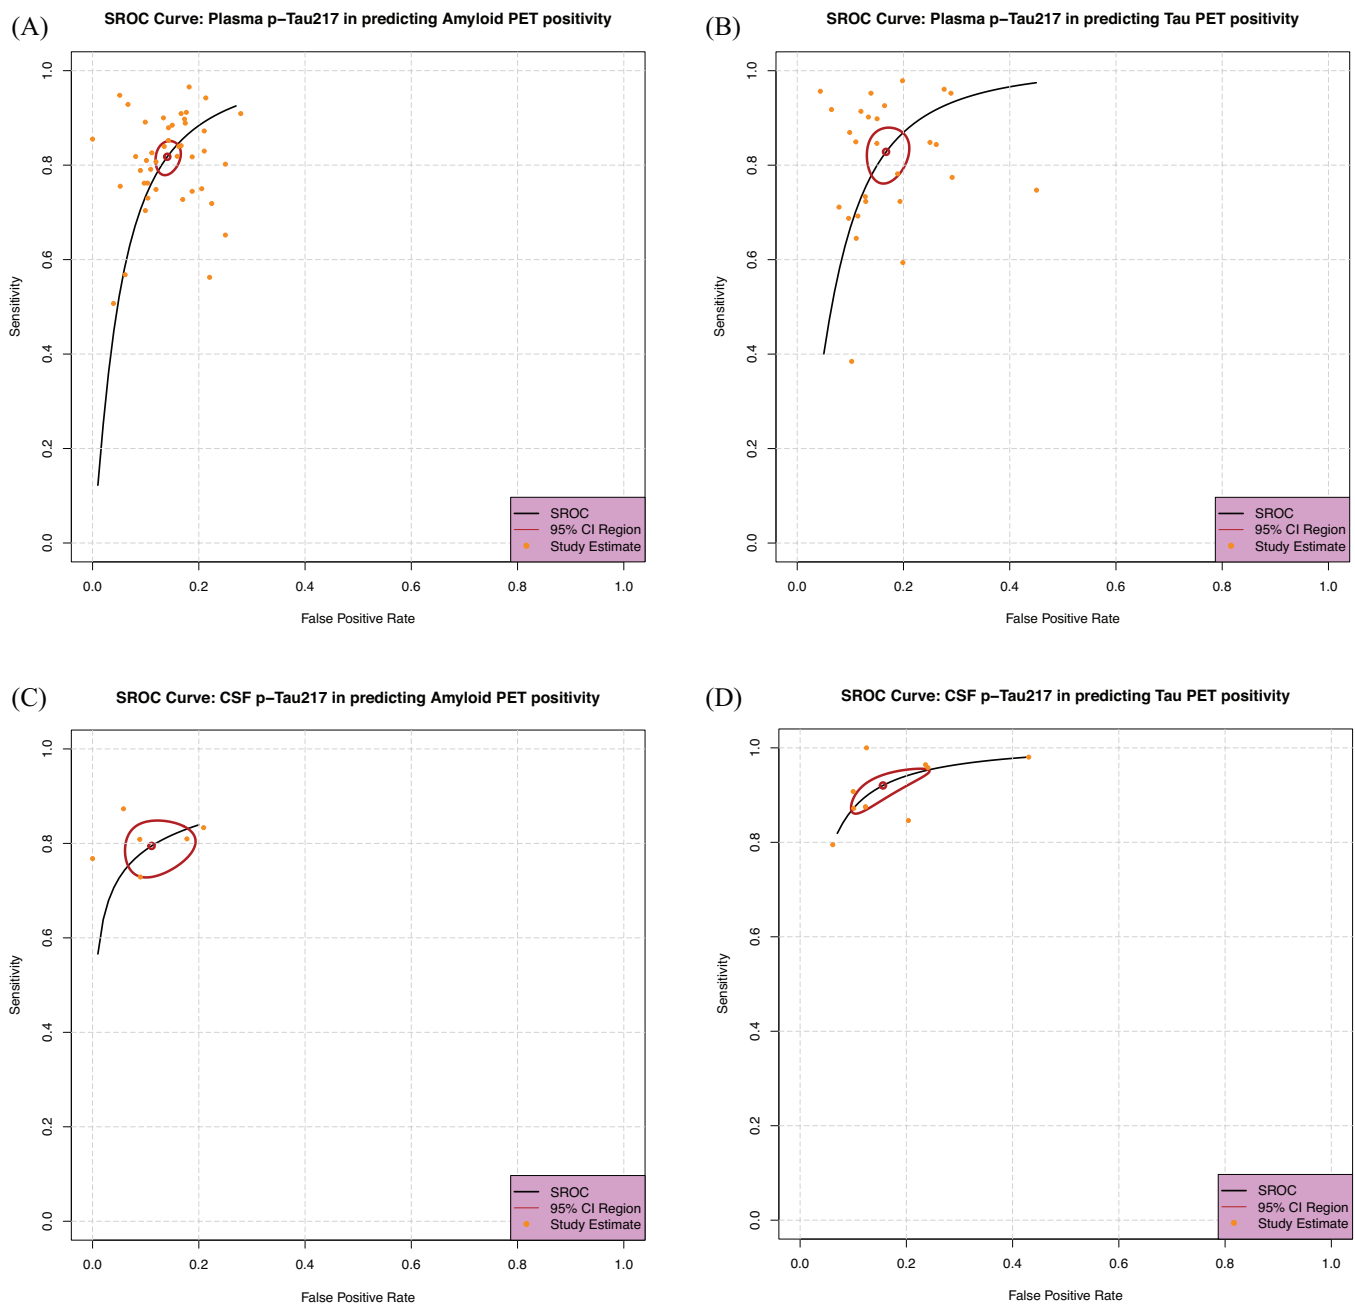 (A)
SROC Curve: Plasma p−Tau217 in predicting Amyloid PET positivity
1.0
0.8
0.6
0.4
0.2
0.0
Sensitivity
SROC
95% CI Region
Study Estimate
0.0 0.2 0.4 0.6 0.8 1.0
False Positive Rate
(B)
SROC Curve: Plasma p−Tau217 in predicting Tau PET positivity
1.0
0.8
0.6
0.4
0.2
0.0
Sensitivity
SROC
95% CI Region
Study Estimate
0.0 0.2 0.4 0.6 0.8 1.0
False Positive Rate
(C)
SROC Curve: CSF p−Tau217 in predicting Amyloid PET positivity
1.0
0.8
0.6
0.4
0.2
0.0
Sensitivity
SROC
95% CI Region
Study Estimate
0.0 0.2 0.4 0.6 0.8 1.0
False Positive Rate
(D)
SROC Curve: CSF p−Tau217 in predicting Tau PET positivity
1.0
0.8
0.6
0.4
0.2
0.0
Sensitivity
SROC
95% CI Region
Study Estimate
0.0 0.2 0.4 0.6 0.8 1.0
False Positive Rate